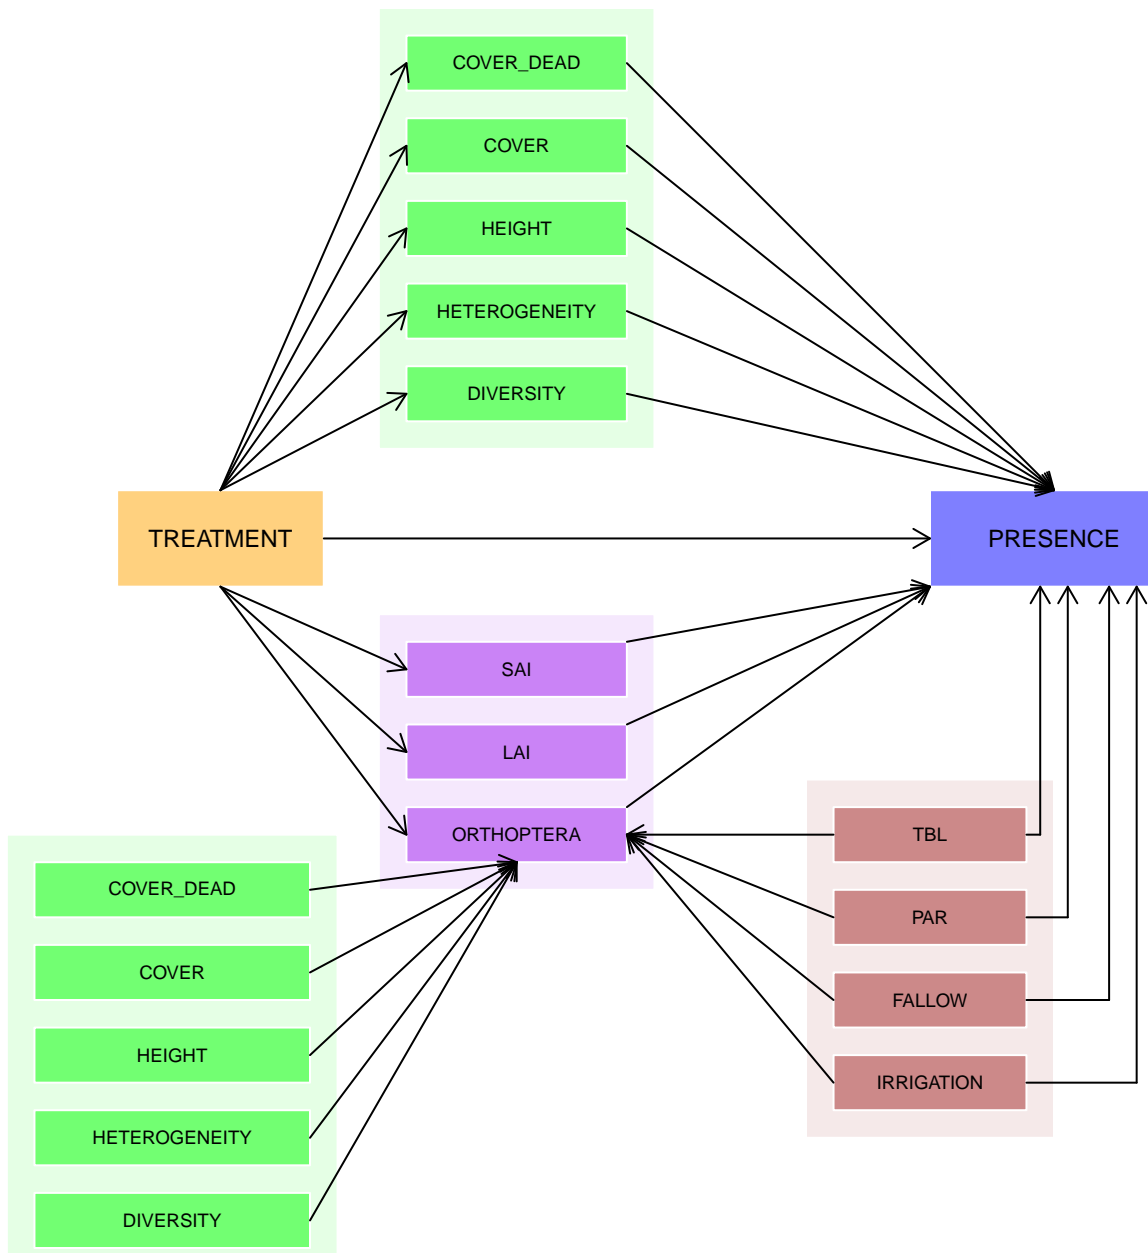 COVER_DEAD
COVER
HEIGHT
HETEROGENEITY
DIVERSITY
TREATMENT
PRESENCE
SAI
LAI
ORTHOPTERA
TBL
PAR
FALLOW
IRRIGATION
COVER_DEAD
COVER
HEIGHT
HETEROGENEITY
DIVERSITY